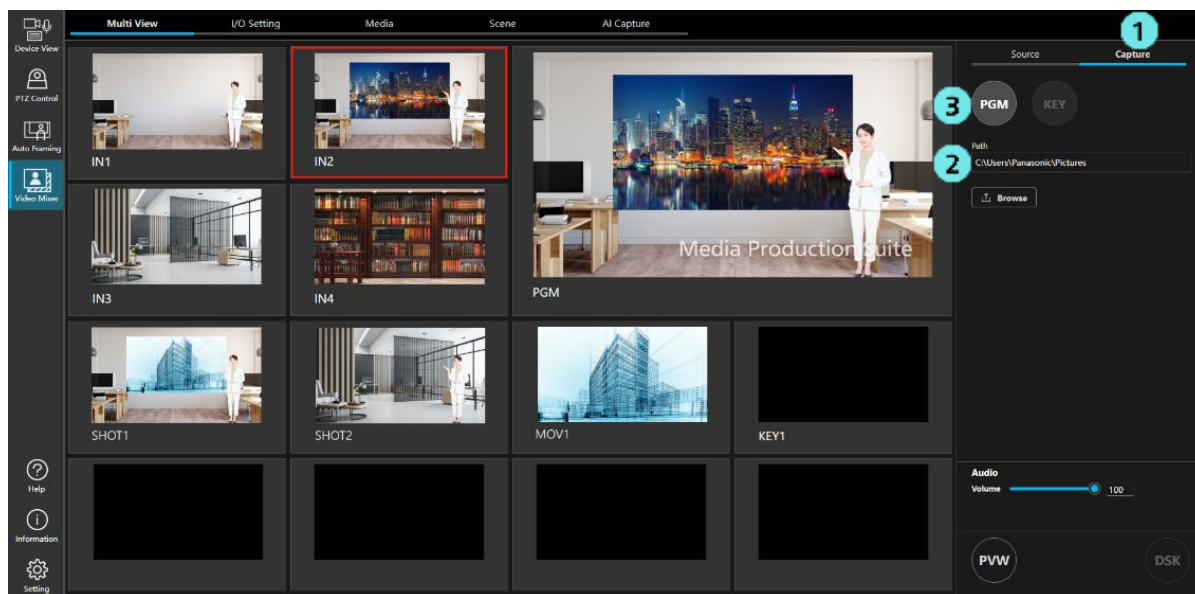 Multi View
I/O Setting
Media
Scene
AI Capture
1
Device View
PTZ Control
Auto Framing
Video Mixer
Help
Information
Setting
IN1
IN2
Media Production Suite
PGM
IN3
IN4
SHOT1
SHOT2
MOV1
KEY1
Source
Capture
3
PGM
KEY
Path
2
C:\Users\Panasonic\Pictures
Browse
Audio
Volume
100
PVW
DSK